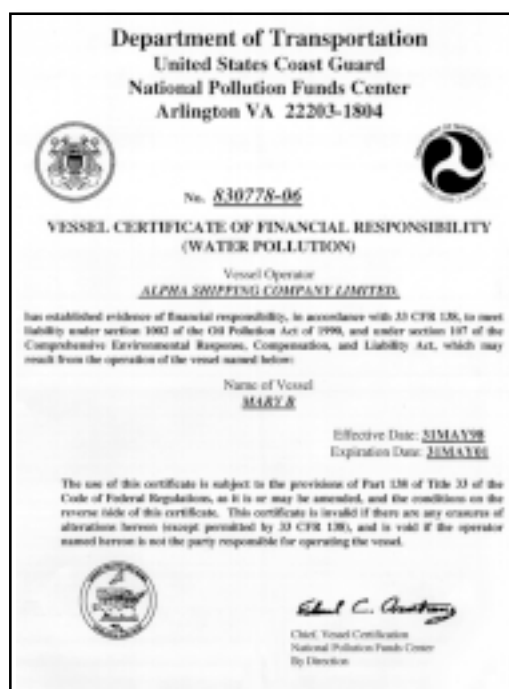 Department of Transportation
United States Coast Guard
National Pollution Funds Center
Arlington VA 22203-1804
No. 830778-06
VESSEL CERTIFICATE OF FINANCIAL RESPONSIBILITY
(WATER POLLUTION)
Vessel Operator
ALPHA SHIPPING COMPANY LIMITED.
has established evidence of financial responsibility, in accordance with 33 CFR 138, to meet
liability under section 1002 of the Oil Pollution Act of 1990, and under section 107 of the
Comprehensive Environmental Response, Compensation, and Liability Act, which may
result from the operation of the vessel named below:
Name of Vessel
MARY R
Effective Date: 31MAY98
Expiration Date: 31MAY01
The use of this certificate is subject to the provisions of Part 138 of Title 33 of the
Code of Federal Regulations, as it is or may be amended, and the conditions on the
reverse side of this certificate. This certificate is invalid if there are any erasures of
alterations hereon (except permitted by 33 CFR 138), and is void if the operator
named hereon is not the party responsible for operating the vessel.
Chief, Vessel Certification
National Pollution Funds Center
By Direction